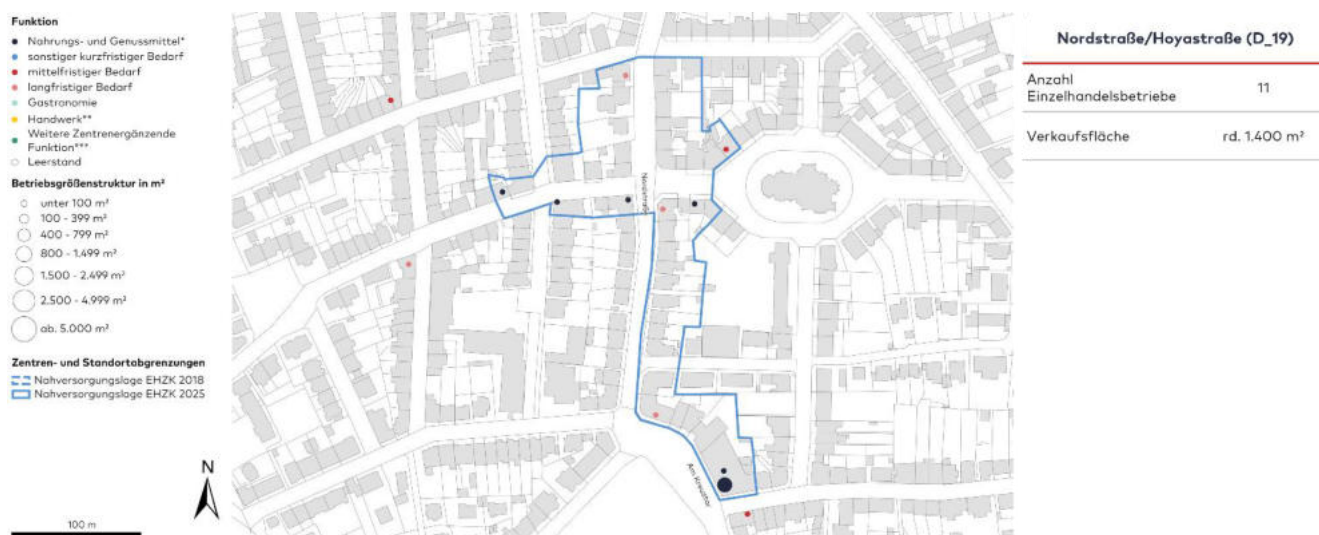 Funktion
Nahrungs- und Genussmittel*
sonstiger kurzfristiger Bedarf
mittelfristiger Bedarf
langfristiger Bedarf
Gastronomie
Handwerk**
Weitere Zentrenergänzende
Funktion***
Leerstand
Betriebsgrößenstruktur in m²
unter 100 m²
100 - 399 m²
400 - 799 m²
800 - 1.499 m²
1.500 - 2.499 m²
2.500 - 4.999 m²
ab. 5.000 m²
Zentren- und Standortabgrenzungen
Nahversorgungslage EHZK 2018
Nahversorgungslage EHZK 2025
N
100 m
Nordstraße
Am Kreuztor
Nordstraße/Hoyastraße (D_19)
Anzahl
Einzelhandelsbetriebe 11
Verkaufsfläche rd. 1.400 m²